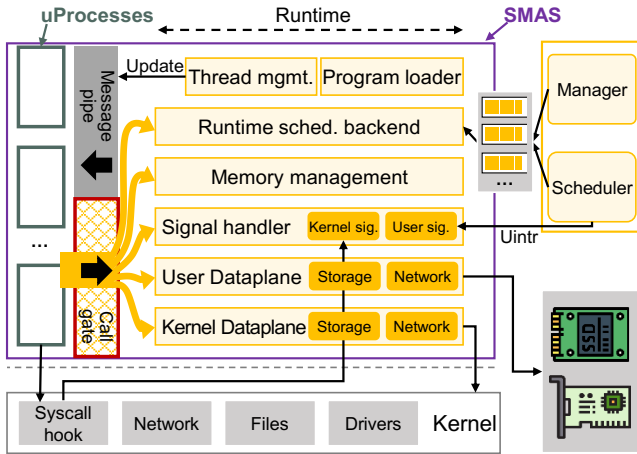 uProcesses
Runtime
SMAS
Update
Thread mgmt.
Program loader
Message
pipe
Runtime sched. backend
Memory management
Signal handler
Kernel sig.
User sig.
User Dataplane
Storage
Network
Kernel Dataplane
Storage
Network
Call
gate
...
...
Manager
Scheduler
Uintr
SSD
Syscall
hook
Network
Files
Drivers
Kernel